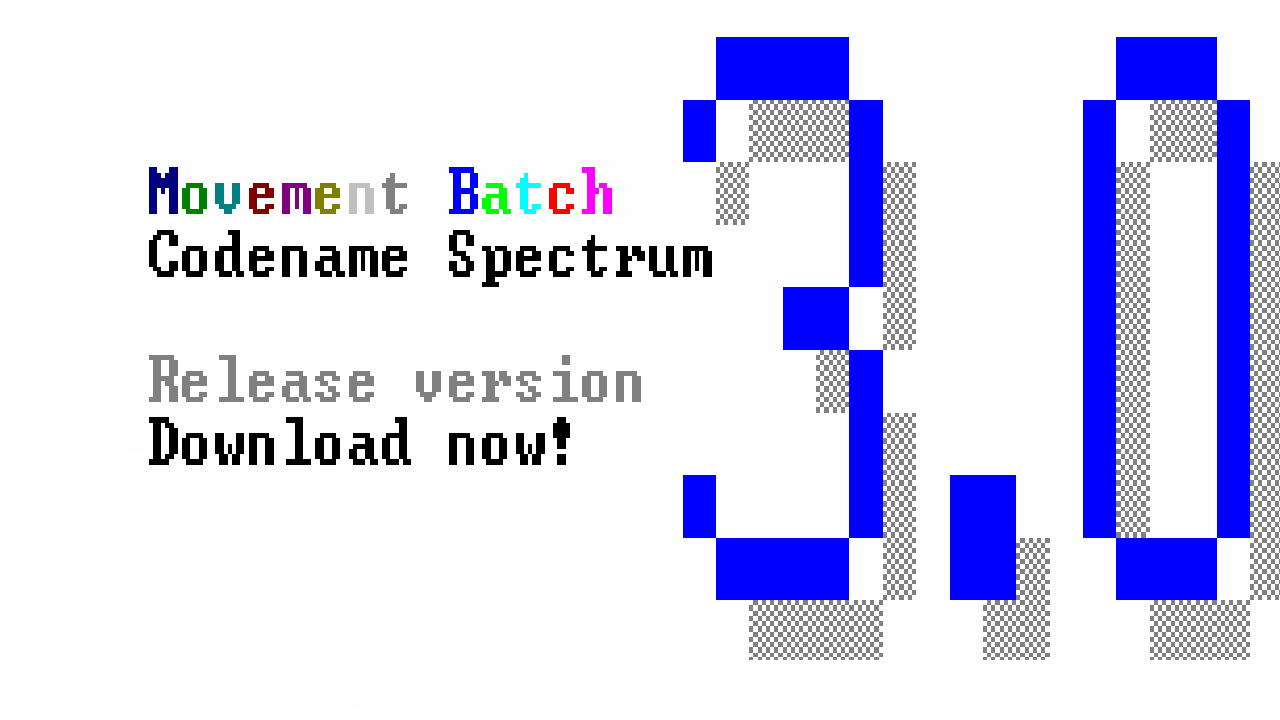 Movement Batch
Codename Spectrum
Release version
Download now!
3.0